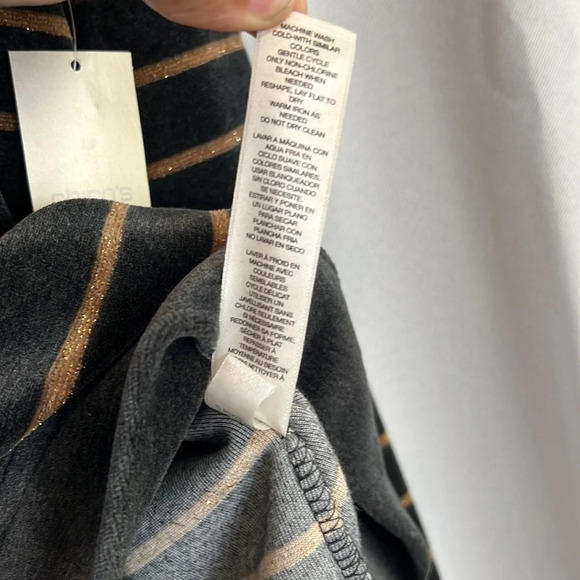 chico's
MACHINE WASH
COLD-WITH SIMILAR
COLORS
GENTLE CYCLE
ONLY NON-CHLORINE
BLEACH WHEN
NEEDED
RESHAPE, LAY FLAT TO
DRY
WARM IRON AS
NEEDED
DO NOT DRY CLEAN
LAVAR A MÁQUINA CON
AGUA FRIA EN
CICLO SUAVE CON
COLORES SIMILARES.
USAR BLANQUEADOR
SIN CLORO CUANDO
SE NECESITE.
ESTIRAR Y PONER EN
UN LUGAR PLANO
PARA SECAR
PLANCHAR CON
PLANCHA FRIA
NO LAVAR EN SECO
LAVER À FROID EN
MACHINE AVEC
COULEURS
SEMBLABLES
CYCLE DÉLICAT
UTILISER UN
JAVELLISANT SANS
CHLORE SEULEMENT
SI NÉCESSAIRE
REDONNER SA FORME,
SÉCHER À PLAT
REPASSER À
TEMPÉRATURE
MOYENNE AU BESOIN
NETTOYER À